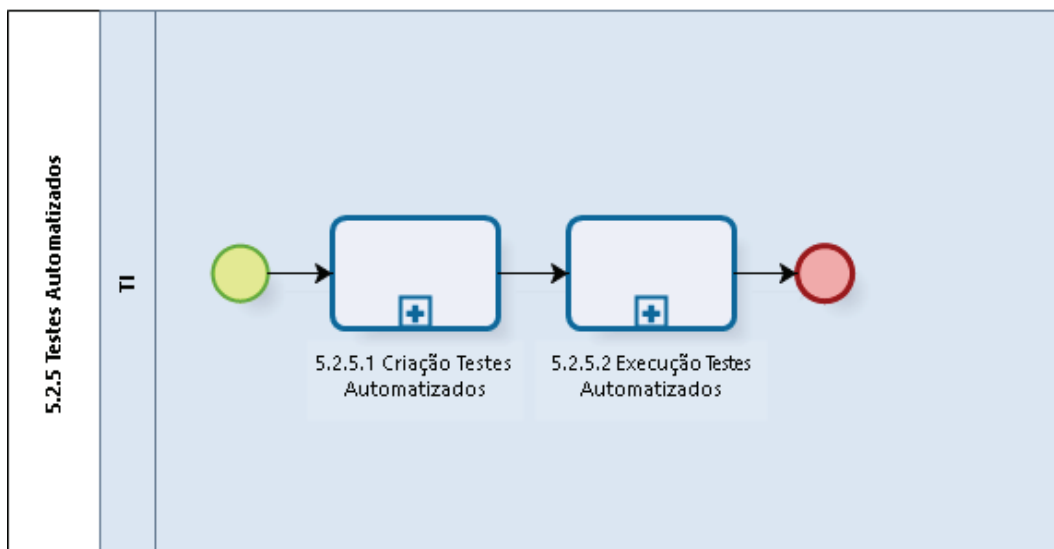 5.2.5 Testes Automatizados
TI
5.2.5.1 Criação Testes
Automatizados
5.2.5.2 Execução Testes
Automatizados